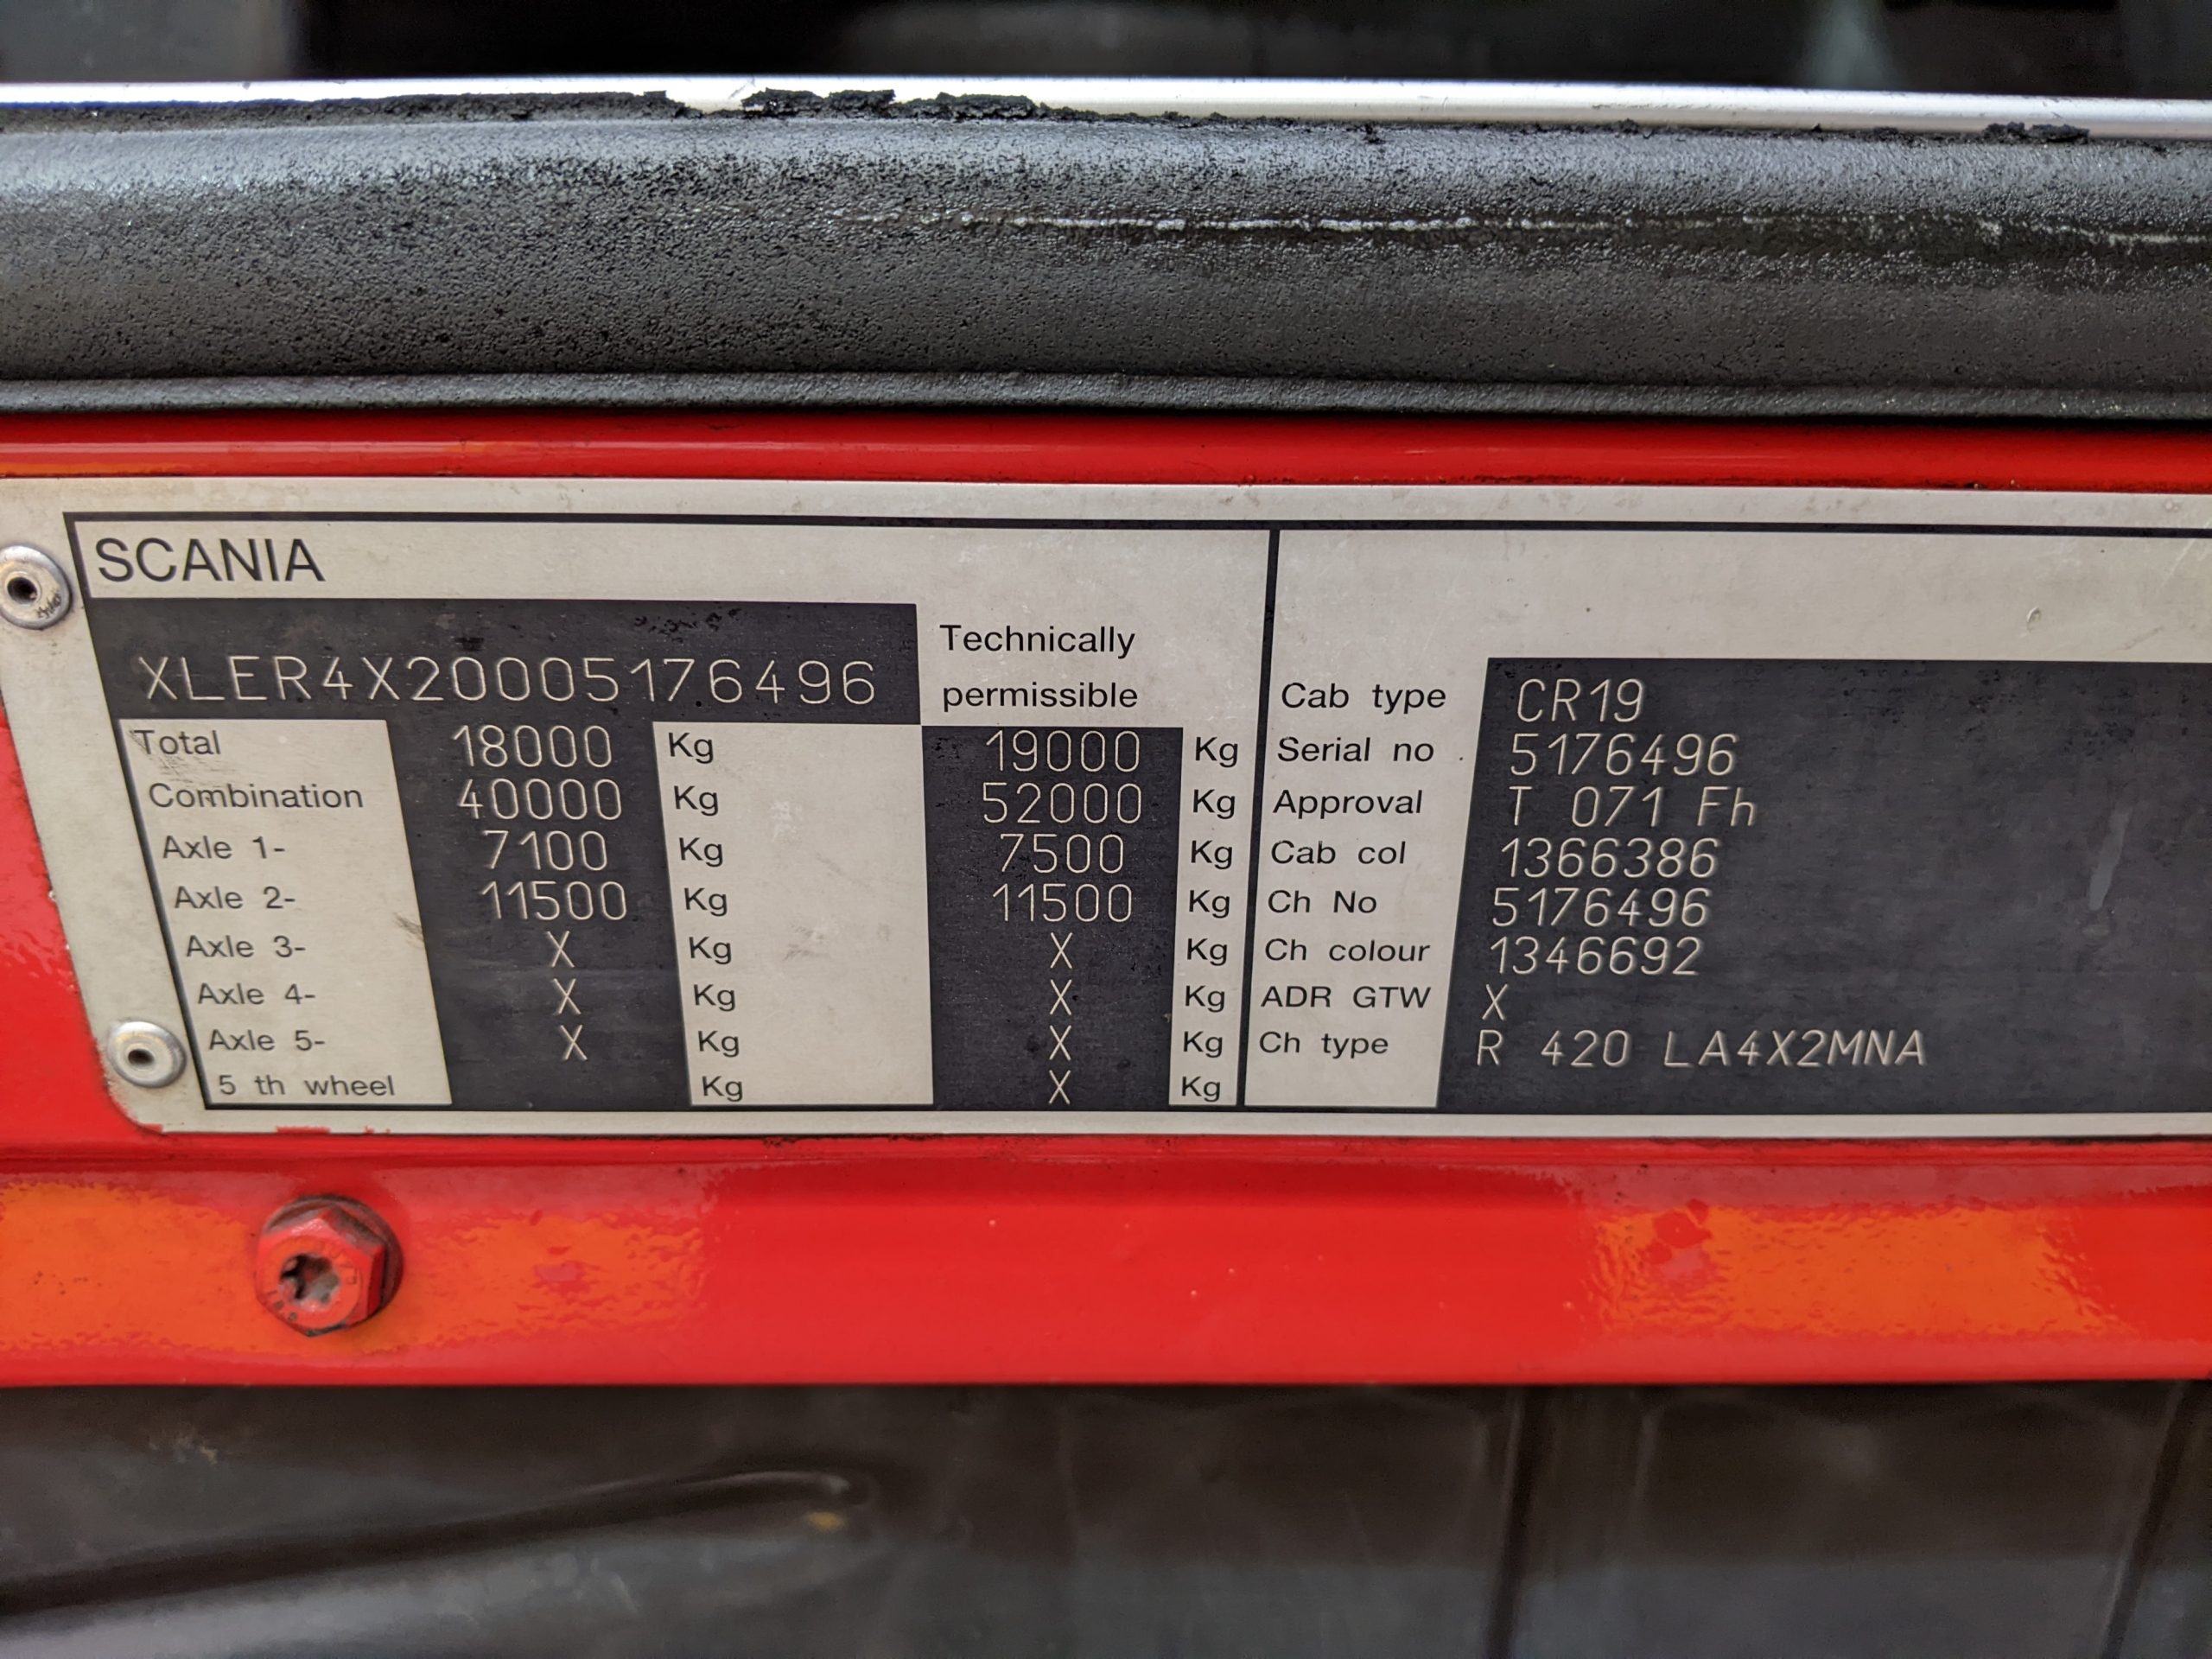 SCANIA
XLER4X20005176496
Technically
permissible
Total 18000 Kg 19000 Kg
Combination 40000 Kg 52000 Kg
Axle 1- 7100 Kg 7500 Kg
Axle 2- 11500 Kg 11500 Kg
Axle 3- X Kg X Kg
Axle 4- X Kg X Kg
Axle 5- X Kg X Kg
5 th wheel Kg X Kg
Cab type CR19
Serial no 5176496
Approval T 071 Fh
Cab col 1366386
Ch No 5176496
Ch colour 1346692
ADR GTW X
Ch type R 420 LA4X2MNA